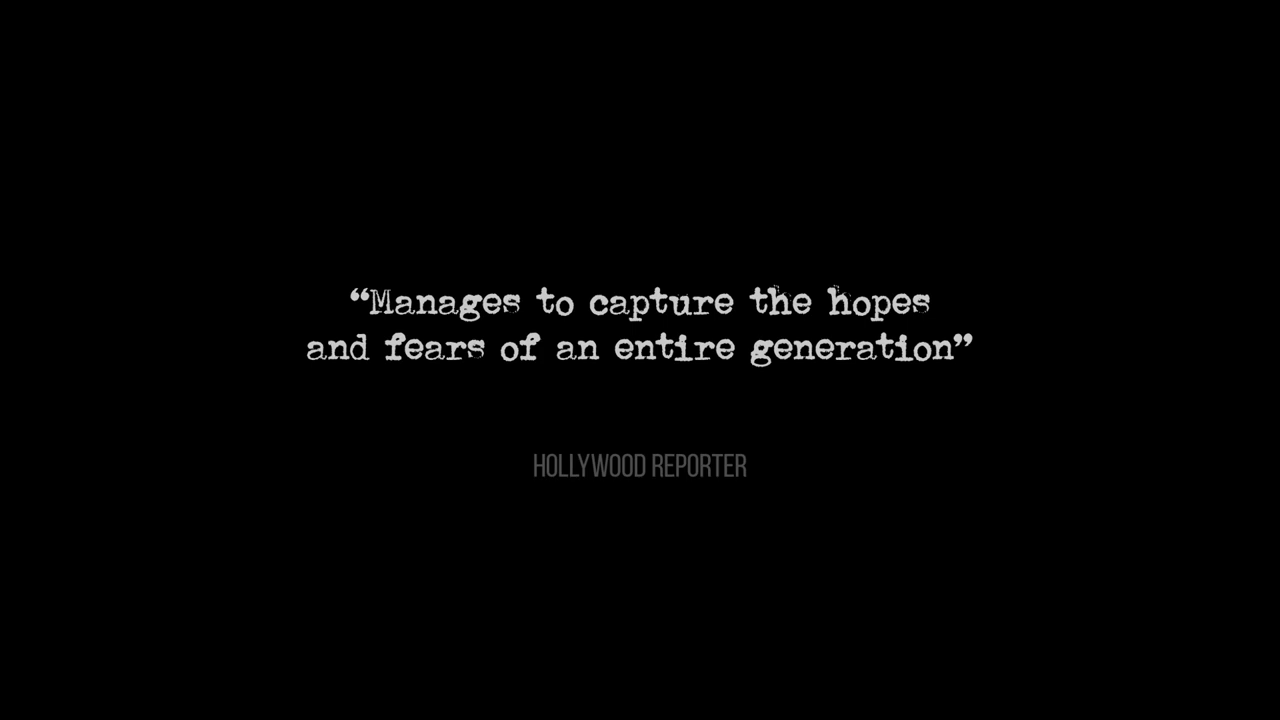 “Manages to capture the hopes
and fears of an entire generation”
HOLLYWOOD REPORTER